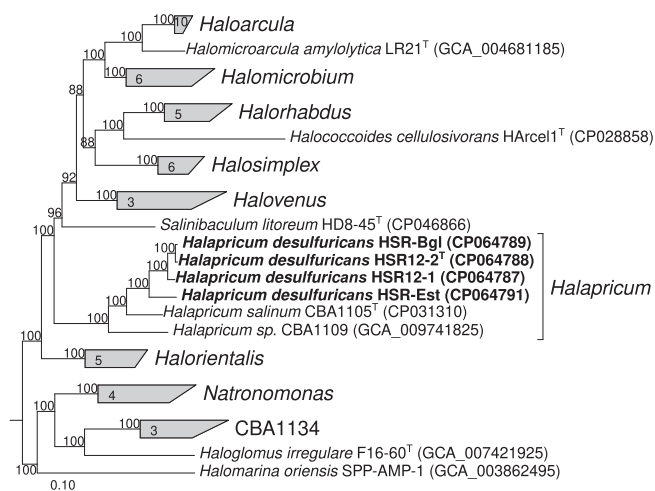 100 10 Haloarcula
100
Halomicroarcula amylolytica LR21ᵀ (GCA_004681185)
100
100 6 Halomicrobium
88
100 5 Halorhabdus
100
Halococcoides cellulosivorans HArcel1ᵀ (CP028858)
88
100 6 Halosimplex
92
100 3 Halovenus
96
Salinibaculum litoreum HD8-45ᵀ (CP046866)
100
Halapricum desulfuricans HSR-Bgl (CP064789)
100
Halapricum desulfuricans HSR12-2ᵀ (CP064788)
100
Halapricum desulfuricans HSR12-1 (CP064787)
100
Halapricum desulfuricans HSR-Est (CP064791)
Halapricum
100
Halapricum salinum CBA1105ᵀ (CP031310)
100
Halapricum sp. CBA1109 (GCA_009741825)
100
100 5 Halorientalis
100 4 Natronomonas
100
100 3 CBA1134
100
Haloglomus irregulare F16-60ᵀ (GCA_007421925)
100
Halomarina oriensis SPP-AMP-1 (GCA_003862495)
0.10